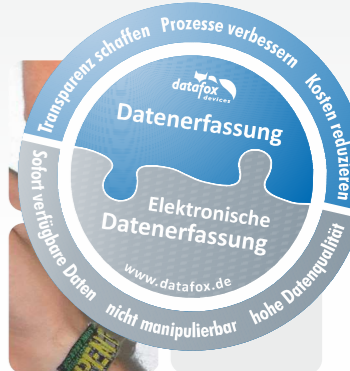 Transparenz schaffen
Prozesse verbessern
Kosten reduzieren
datafox
devices
Datenerfassung
Elektronische
Datenerfassung
www.datafox.de
Sofort verfügbare Daten
nicht manipulierbar
hohe Datenqualität